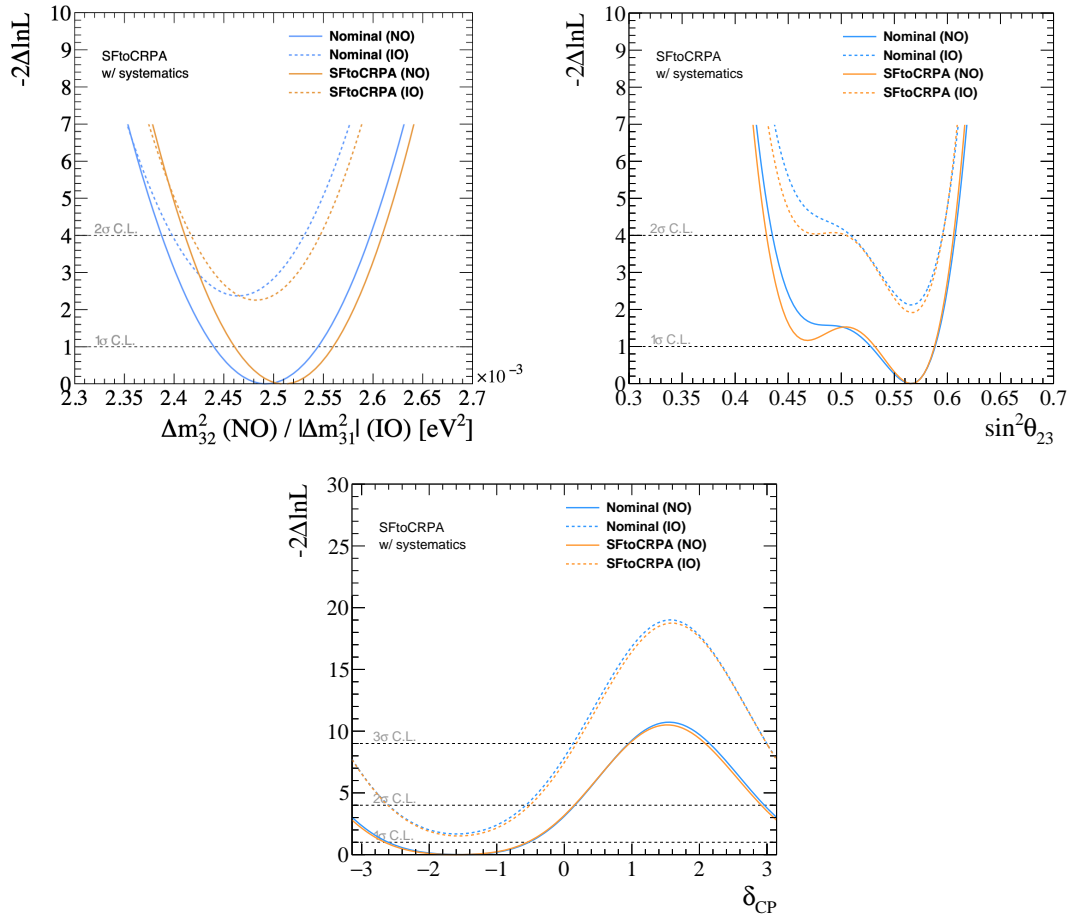 -2ΔlnL
10
9
8
7
6
5
4
3
2
1
0
SFtoCRPA
w/ systematics
Nominal (NO)
Nominal (IO)
SFtoCRPA (NO)
SFtoCRPA (IO)
2σ C.L.
1σ C.L.
2.3 2.35 2.4 2.45 2.5 2.55 2.6 2.65 2.7
×10⁻³
Δm²₃₂ (NO) / |Δm²₃₁| (IO) [eV²]
-2ΔlnL
10
9
8
7
6
5
4
3
2
1
0
SFtoCRPA
w/ systematics
Nominal (NO)
Nominal (IO)
SFtoCRPA (NO)
SFtoCRPA (IO)
2σ C.L.
1σ C.L.
0.3 0.35 0.4 0.45 0.5 0.55 0.6 0.65 0.7
sin²θ₂₃
-2ΔlnL
30
25
20
15
10
5
0
SFtoCRPA
w/ systematics
Nominal (NO)
Nominal (IO)
SFtoCRPA (NO)
SFtoCRPA (IO)
3σ C.L.
2σ C.L.
1σ C.L.
−3 −2 −1 0 1 2 3
δ_CP